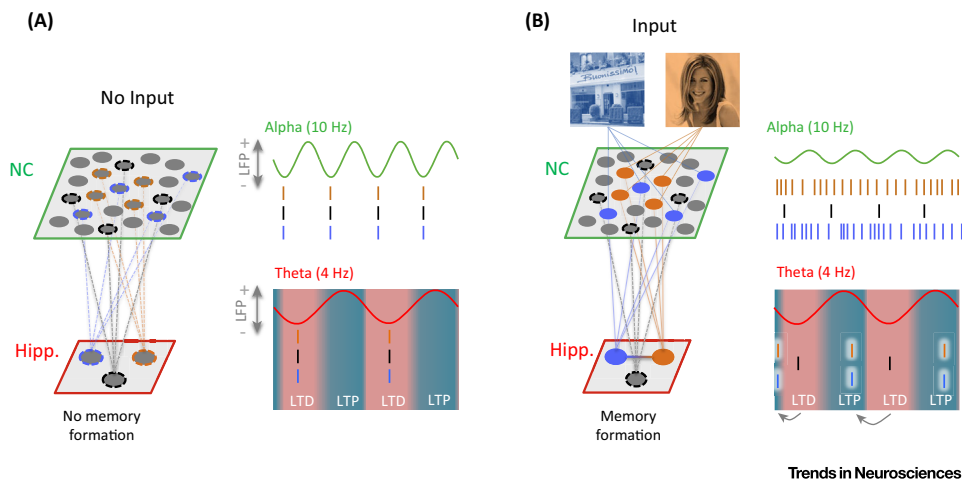 (A)
No Input
Alpha (10 Hz)
+
LFP
-
NC
Theta (4 Hz)
+
LFP
-
Hipp.
LTD
LTP
LTD
LTP
No memory
formation
(B)
Input
Buonissimo!
Alpha (10 Hz)
NC
Theta (4 Hz)
Hipp.
LTD
LTP
LTD
LTP
Memory
formation
Trends in Neurosciences